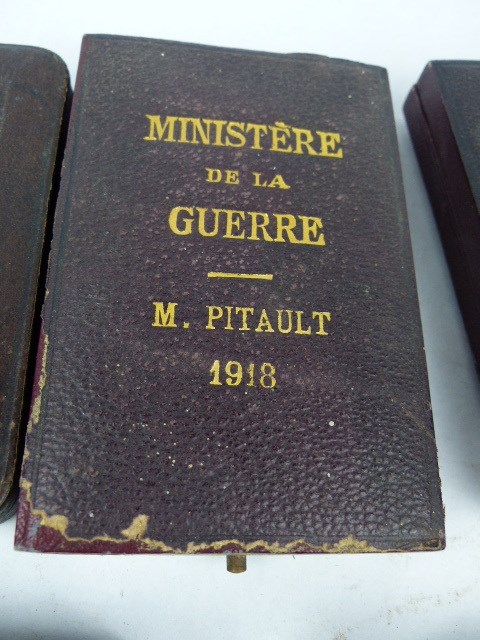 MINISTÈRE
DE LA
GUERRE
M. PITAULT
1918